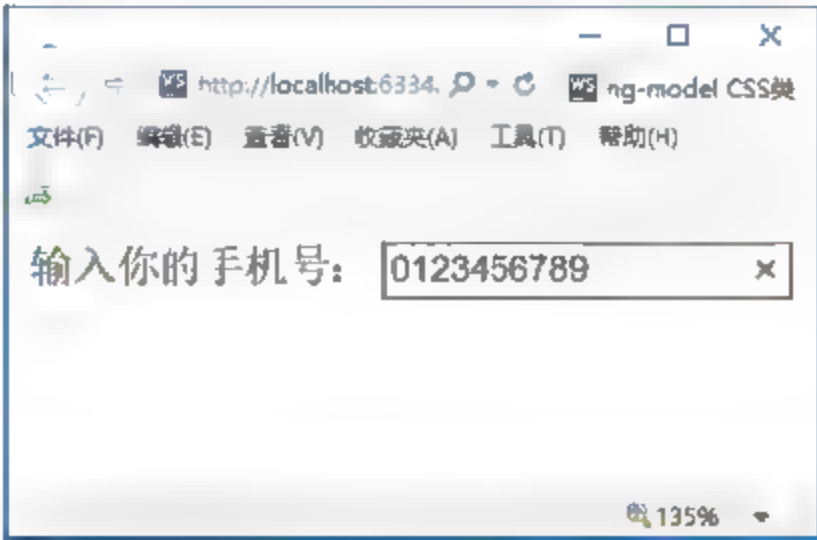 http://localhost:6334. ng-model CSS类
文件(F) 编辑(E) 查看(V) 收藏夹(A) 工具(T) 帮助(H)
输入你的手机号： 0123456789
135%